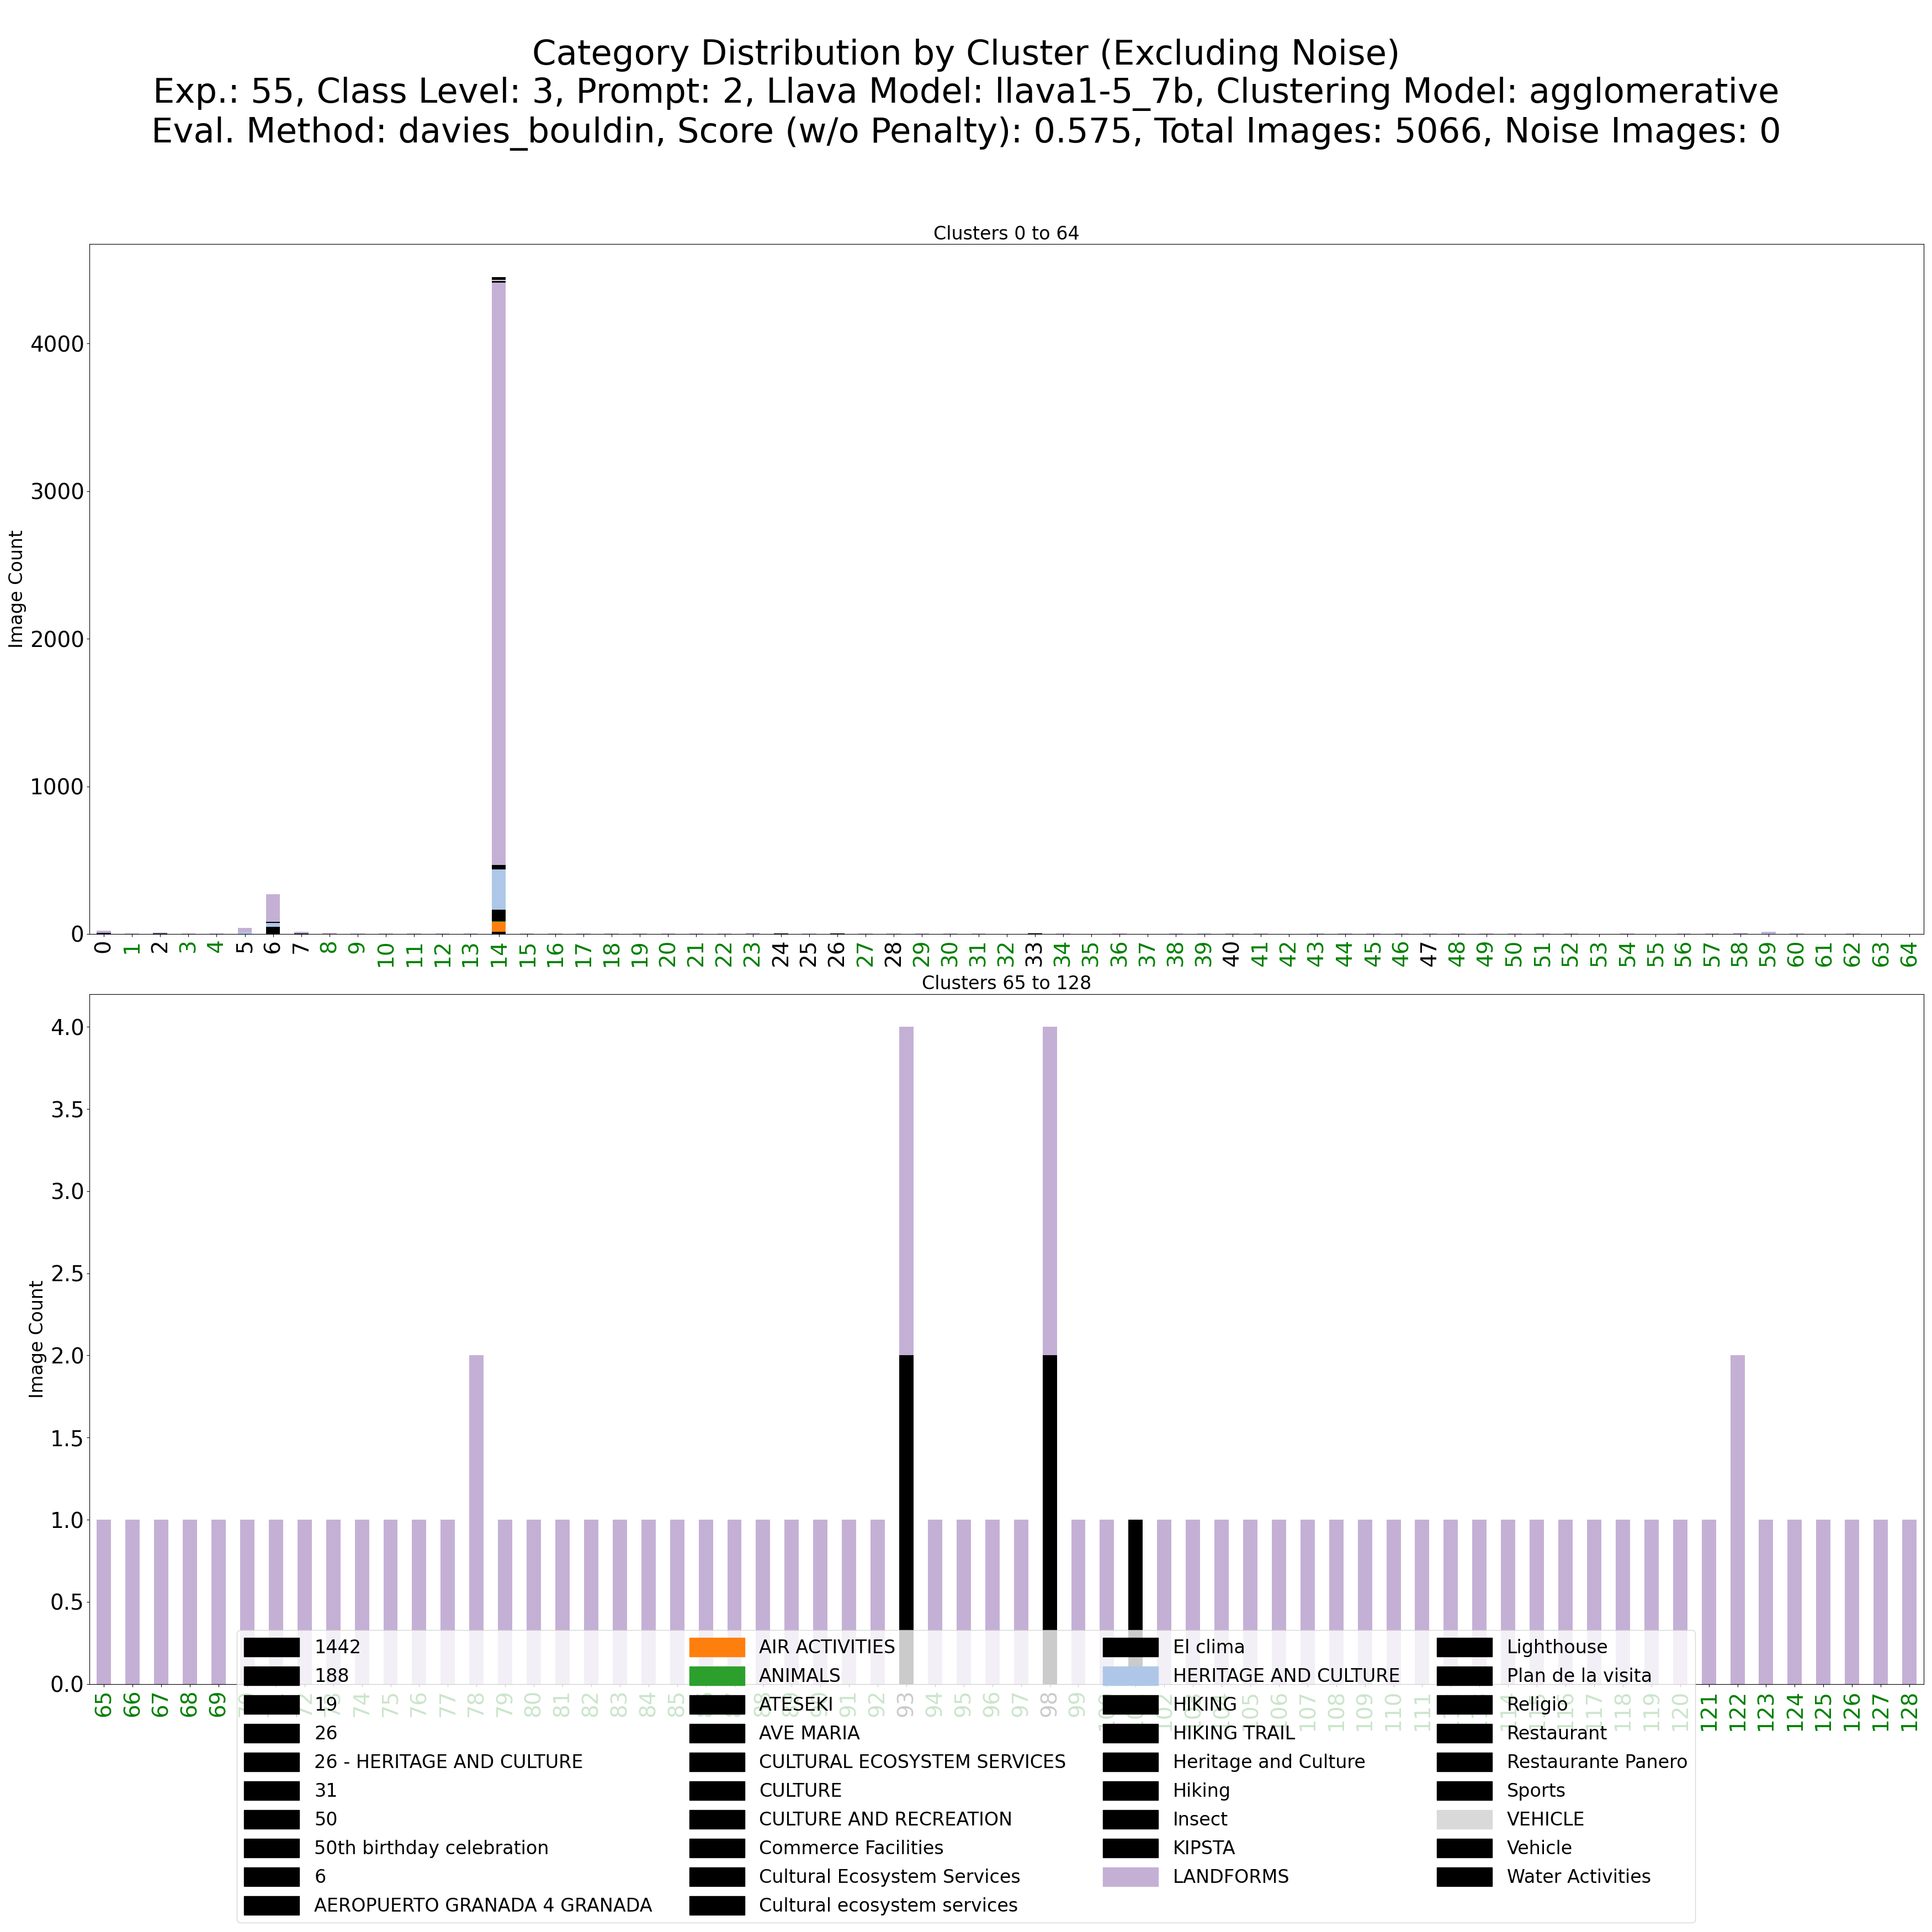 Category Distribution by Cluster (Excluding Noise)
Exp.: 55, Class Level: 3, Prompt: 2, Llava Model: llava1-5_7b, Clustering Model: agglomerative
Eval. Method: davies_bouldin, Score (w/o Penalty): 0.575, Total Images: 5066, Noise Images: 0
Clusters 0 to 64
4000
3000
2000
1000
0
Image Count
0 1 2 3 4 5 6 7 8 9 10 11 12 13 14 15 16 17 18 19 20 21 22 23 24 25 26 27 28 29 30 31 32 33 34 35 36 37 38 39 40 41 42 43 44 45 46 47 48 49 50 51 52 53 54 55 56 57 58 59 60 61 62 63 64
Clusters 65 to 128
4.0
3.5
3.0
2.5
2.0
1.5
1.0
0.5
0.0
Image Count
65 66 67 68 69 74 75 76 77 79 80 81 82 83 84 85 91 92 93 94 95 96 97 98 99 105 106 107 108 109 110 111 118 119 120 121 122 123 124 125 126 127 128
1442
188
19
26
26 - HERITAGE AND CULTURE
31
50
50th birthday celebration
6
AEROPUERTO GRANADA 4 GRANADA
AIR ACTIVITIES
ANIMALS
ATESEKI
AVE MARIA
CULTURAL ECOSYSTEM SERVICES
CULTURE
CULTURE AND RECREATION
Commerce Facilities
Cultural Ecosystem Services
Cultural ecosystem services
El clima
HERITAGE AND CULTURE
HIKING
HIKING TRAIL
Heritage and Culture
Hiking
Insect
KIPSTA
LANDFORMS
Lighthouse
Plan de la visita
Religio
Restaurant
Restaurante Panero
Sports
VEHICLE
Vehicle
Water Activities